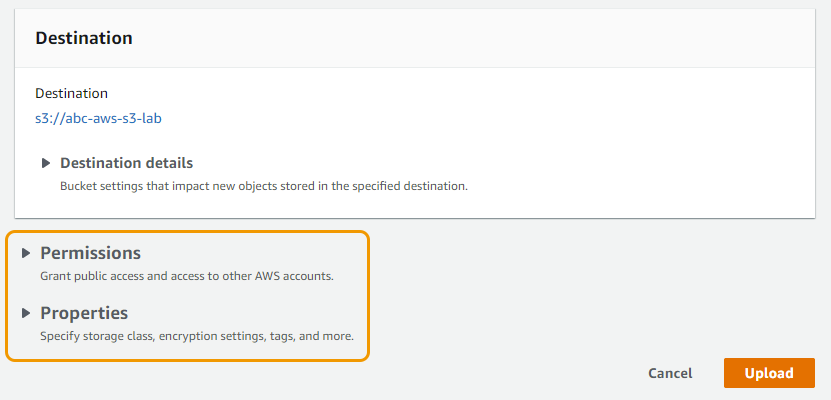 Destination
Destination
s3://abc-aws-s3-lab
Destination details
Bucket settings that impact new objects stored in the specified destination.
Permissions
Grant public access and access to other AWS accounts.
Properties
Specify storage class, encryption settings, tags, and more.
Cancel
Upload